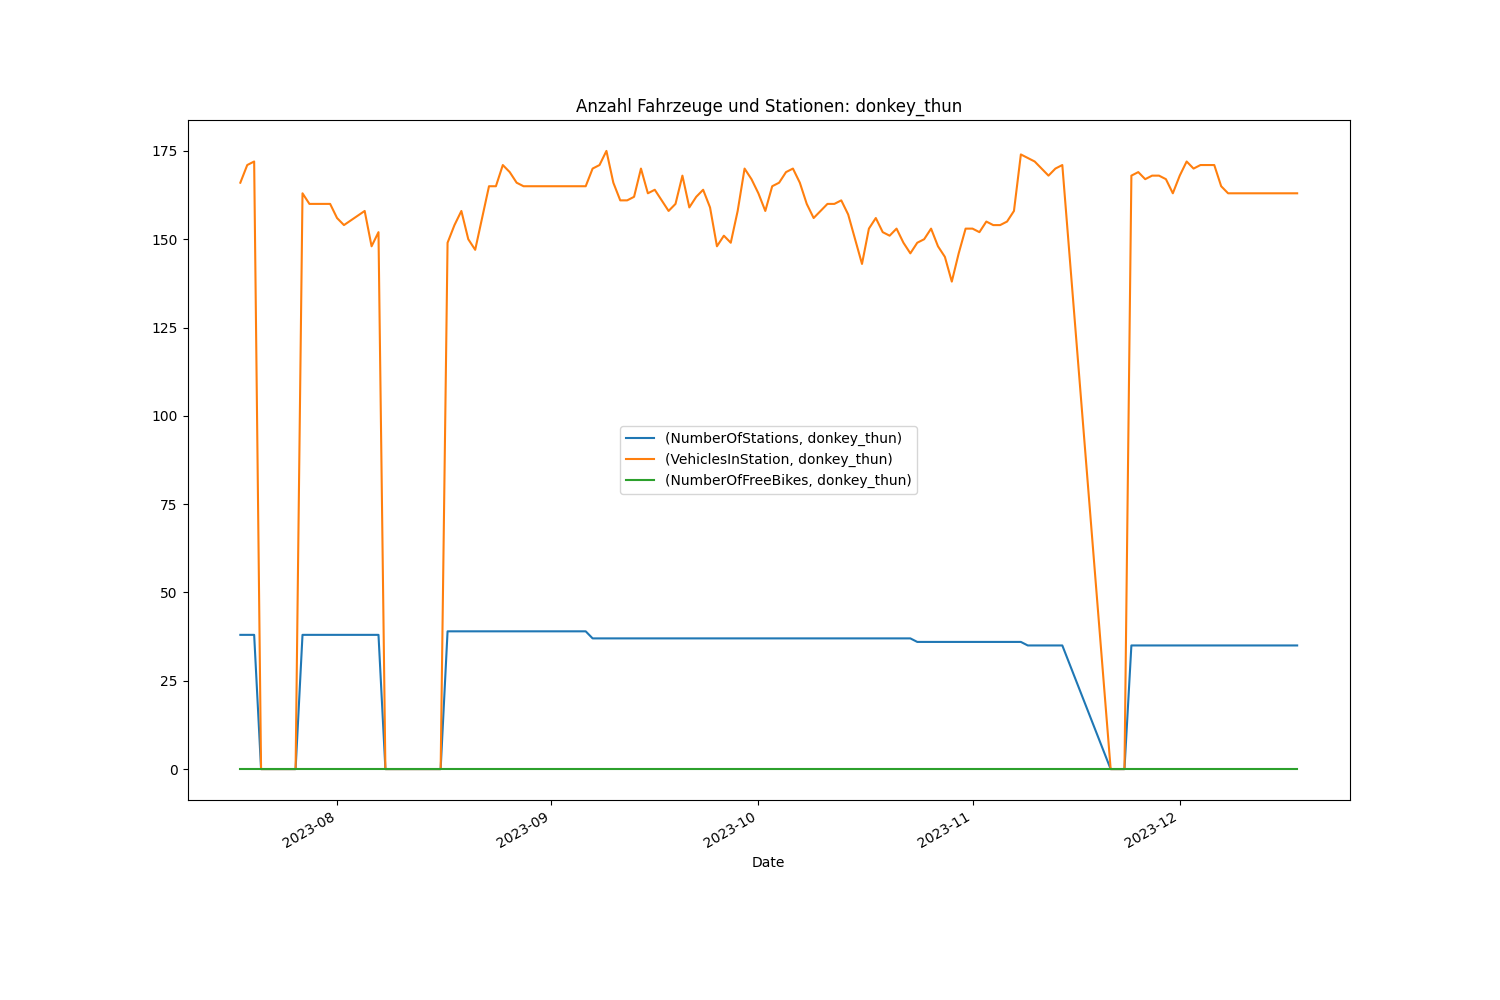 Anzahl Fahrzeuge und Stationen: donkey_thun
175
150
125
100
75
50
25
0
(NumberOfStations, donkey_thun)
(VehiclesInStation, donkey_thun)
(NumberOfFreeBikes, donkey_thun)
2023-08
2023-09
2023-10
2023-11
2023-12
Date